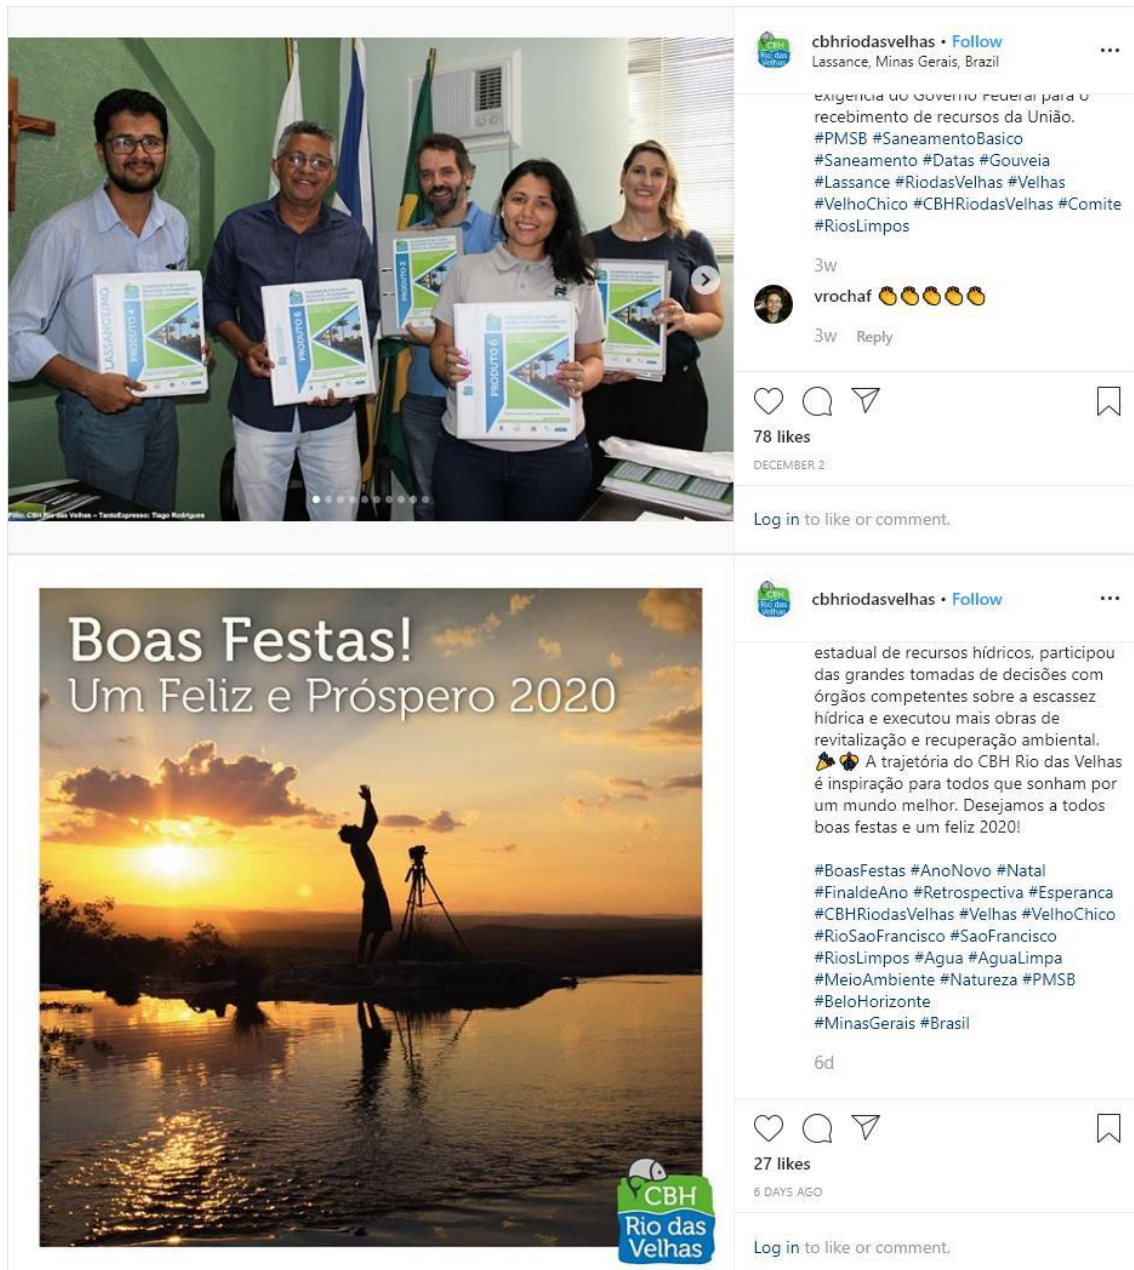 cbhriodasvelhas • Follow
Lassance, Minas Gerais, Brazil
exigência do Governo Federal para o
recebimento de recursos da União.
#PMSB #SaneamentoBasico
#Saneamento #Datas #Gouveia
#Lassance #RiodasVelhas #Velhas
#VelhoChico #CBHRiodasVelhas #Comite
#RiosLimpos
3w
vrochaf 👏👏👏👏👏
3w Reply
78 likes
DECEMBER 2
Log in to like or comment.
LASSANCE/MG
PRODUTO 4
PRODUTO 6
PRODUTO 2
PRODUTO 6
Foto: CBH Rio das Velhas – TantoExpresso: Tiago Rodrigues
Boas Festas!
Um Feliz e Próspero 2020
CBH
Rio das
Velhas
CBH
Rio das
Velhas
cbhriodasvelhas • Follow
estadual de recursos hídricos, participou
das grandes tomadas de decisões com
órgãos competentes sobre a escassez
hídrica e executou mais obras de
revitalização e recuperação ambiental.
A trajetória do CBH Rio das Velhas
é inspiração para todos que sonham por
um mundo melhor. Desejamos a todos
boas festas e um feliz 2020!
#BoasFestas #AnoNovo #Natal
#FinaldeAno #Retrospectiva #Esperanca
#CBHRiodasVelhas #Velhas #VelhoChico
#RioSaoFrancisco #SaoFrancisco
#RiosLimpos #Agua #AguaLimpa
#MeioAmbiente #Natureza #PMSB
#BeloHorizonte
#MinasGerais #Brasil
6d
27 likes
6 DAYS AGO
Log in to like or comment.